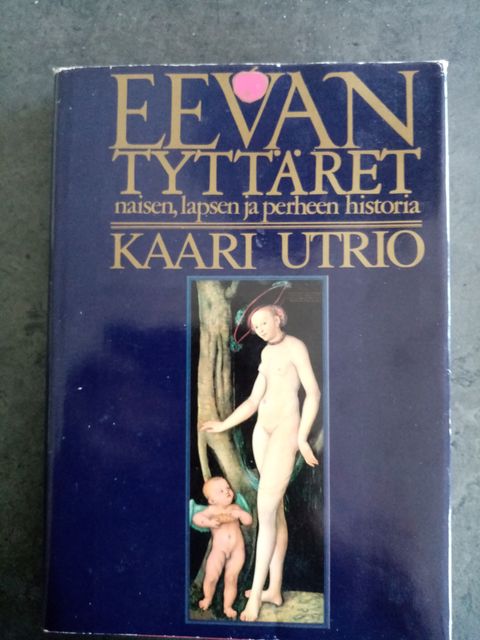 EEVAN
TYTTÄRET
naisen, lapsen ja perheen historia
KAARI UTRIO